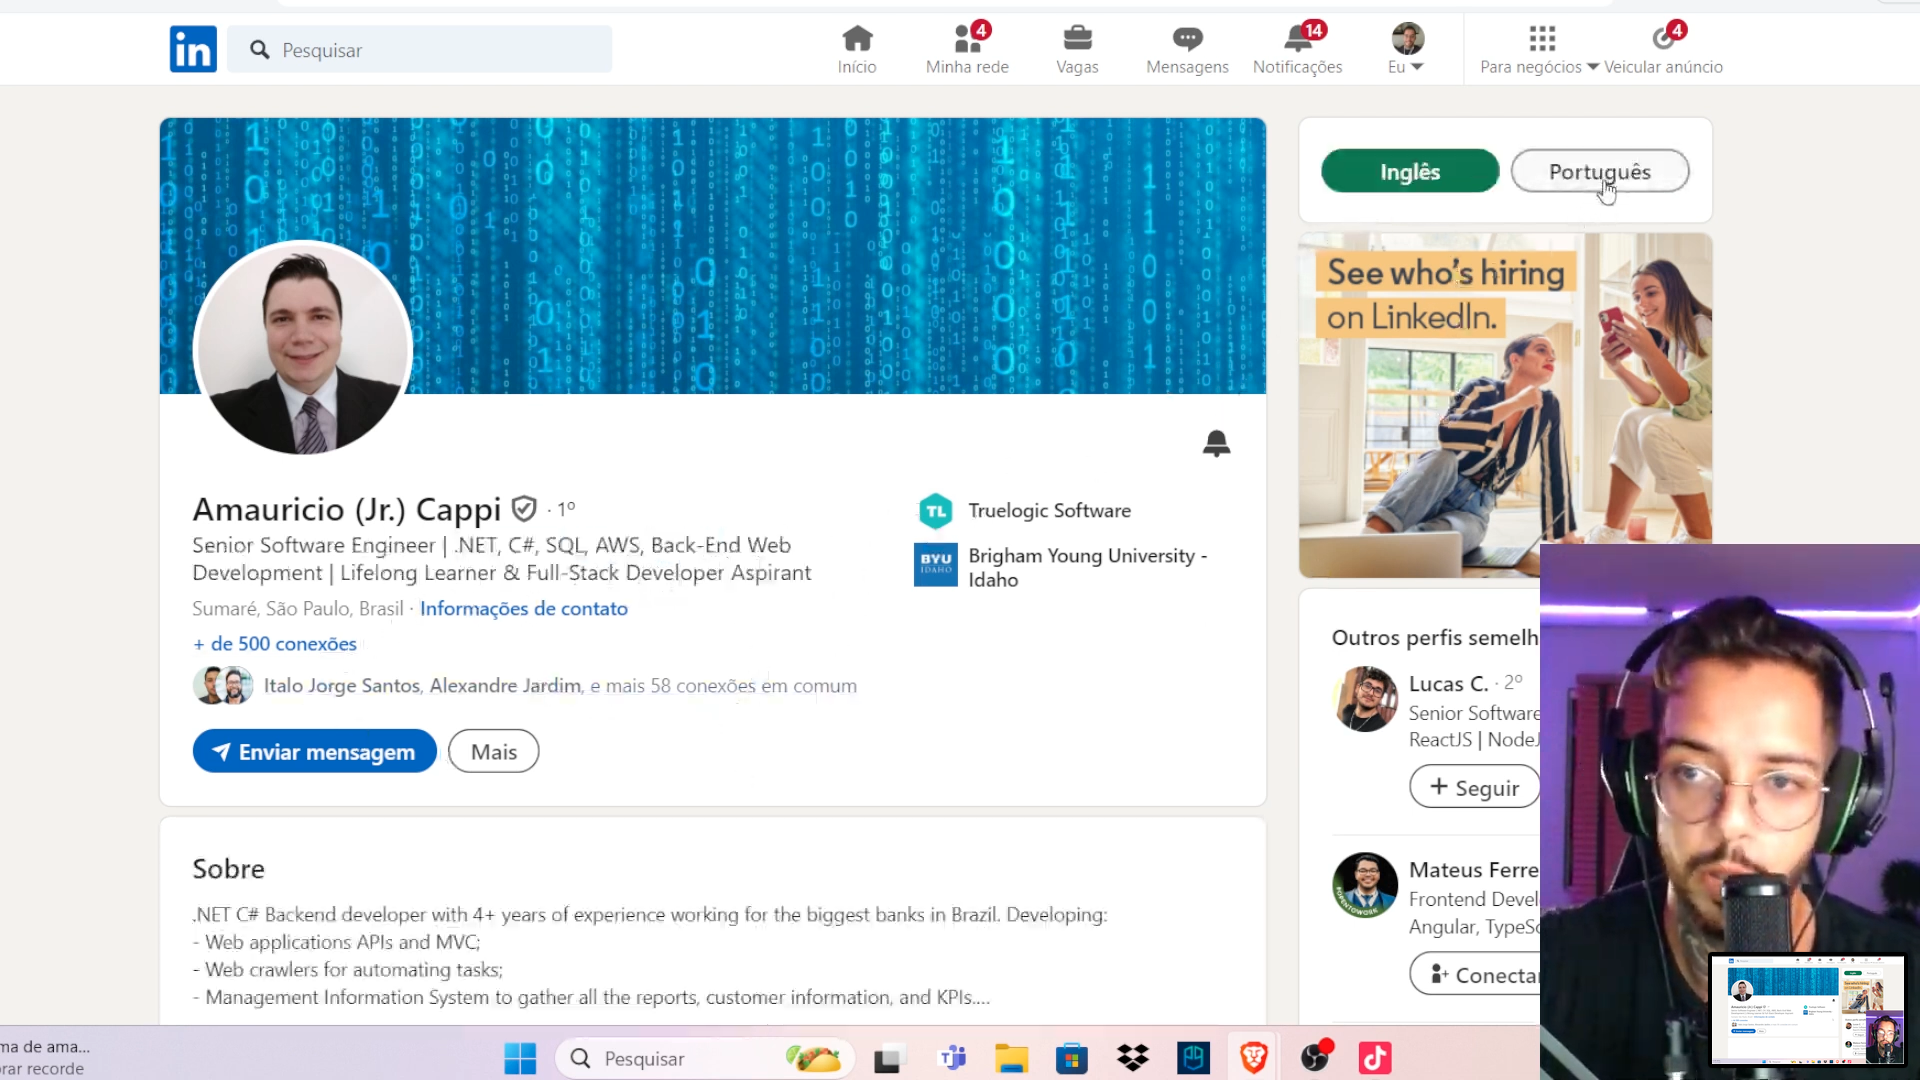 in
Pesquisar
Início
4
Minha rede
Vagas
Mensagens
14
Notificações
Eu
Para negócios
4
Veicular anúncio
Inglês
Português
See who's hiring
on LinkedIn.
Amauricio (Jr.) Cappi · 1º
Senior Software Engineer | .NET, C#, SQL, AWS, Back-End Web
Development | Lifelong Learner & Full-Stack Developer Aspirant
Sumaré, São Paulo, Brasil · Informações de contato
+ de 500 conexões
Italo Jorge Santos, Alexandre Jardim, e mais 58 conexões em comum
Enviar mensagem
Mais
TL
Truelogic Software
BYU
IDAHO
Brigham Young University -
Idaho
Sobre
.NET C# Backend developer with 4+ years of experience working for the biggest banks in Brazil. Developing:
- Web applications APIs and MVC;
- Web crawlers for automating tasks;
- Management Information System to gather all the reports, customer information, and KPIs....
Outros perfis semelh
Lucas C. · 2º
Senior Software
ReactJS | NodeJ
+ Seguir
Mateus Ferre
Frontend Devel
Angular, TypeSc
Conectar
ma de ama...
rar recorde
Pesquisar